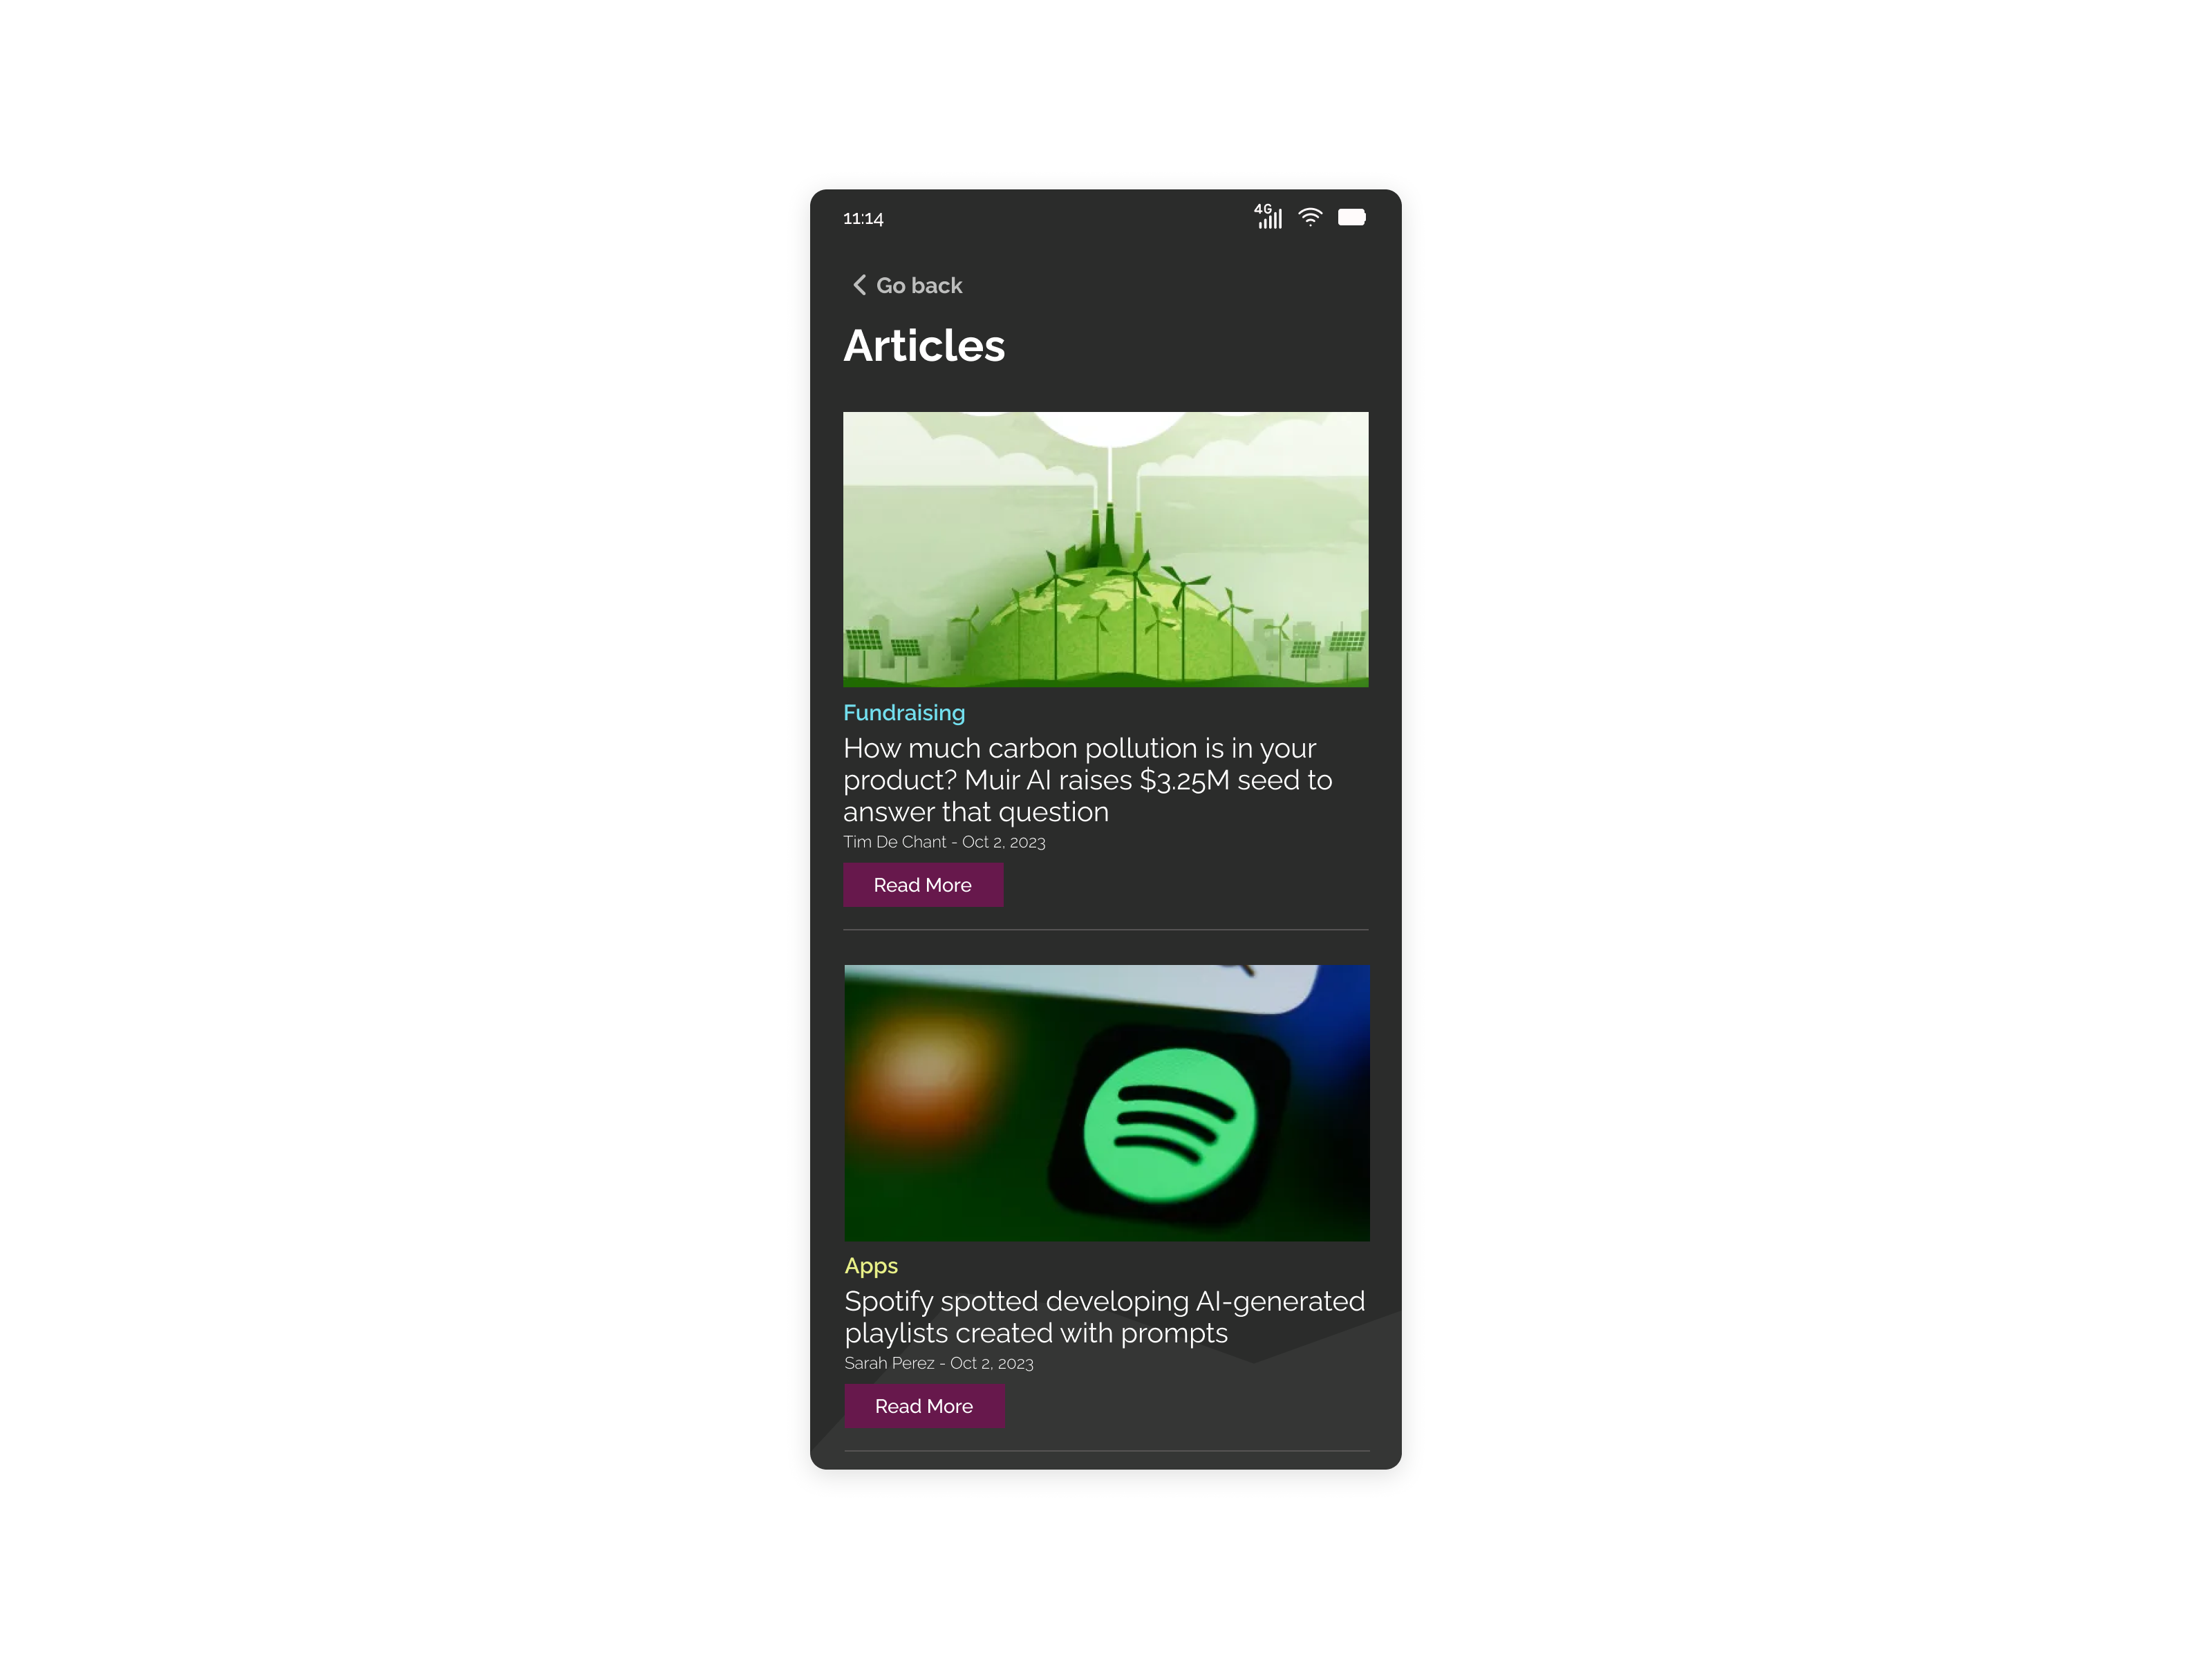 11:14
4G
Go back
Articles
Fundraising
How much carbon pollution is in your
product? Muir AI raises $3.25M seed to
answer that question
Tim De Chant - Oct 2, 2023
Read More
Apps
Spotify spotted developing AI-generated
playlists created with prompts
Sarah Perez - Oct 2, 2023
Read More